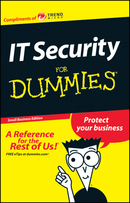 Compliments of TREND MICRO
IT Security
FOR
DUMMIES
Small Business Edition
Protect
your business
A Reference
for the
Rest of Us!
FREE eTips at dummies.com